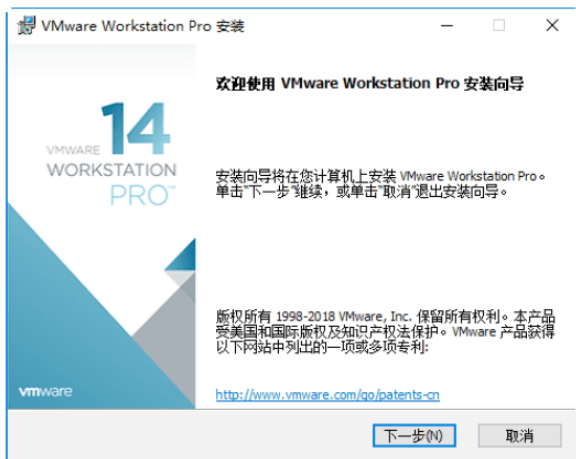 VMware Workstation Pro 安装
欢迎使用 VMware Workstation Pro 安装向导
VMWARE 14
WORKSTATION
PRO™
安装向导将在您计算机上安装 VMware Workstation Pro。
单击"下一步"继续，或单击"取消"退出安装向导。
版权所有 1998-2018 VMware, Inc. 保留所有权利。本产品
受美国和国际版权及知识产权法保护。VMware 产品获得
以下网站中列出的一项或多项专利:
vmware
http://www.vmware.com/go/patents-cn
下一步(N)
取消